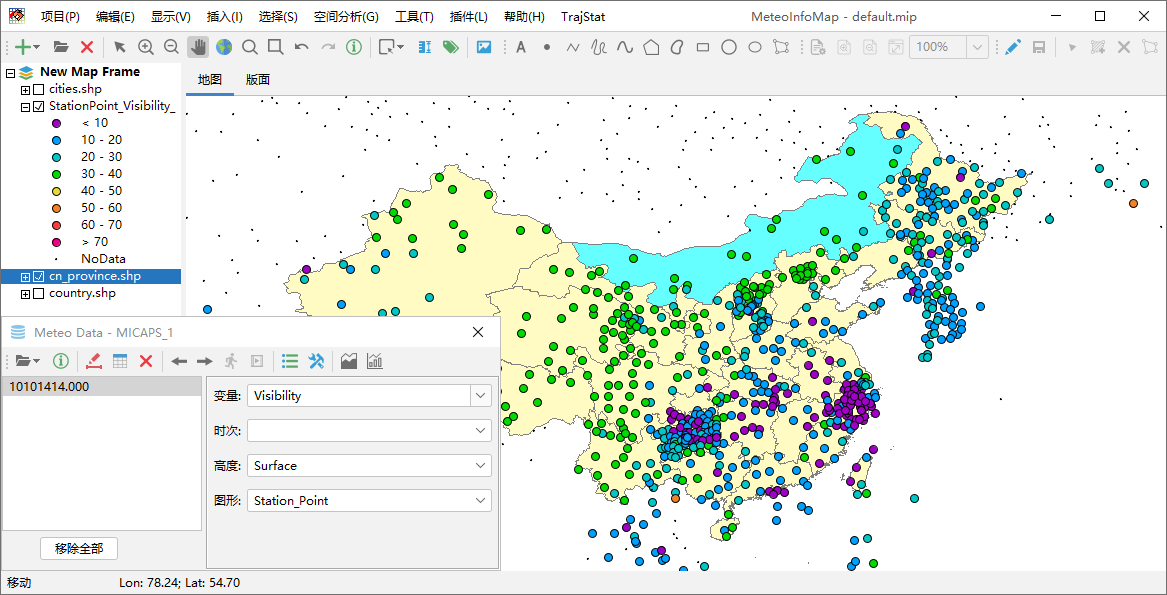 项目(P) 编辑(E) 显示(V) 插入(I) 选择(S) 空间分析(G) 工具(T) 插件(L) 帮助(H) TrajStat MeteoInfoMap - default.mip
A 100%
New Map Frame
地图 版面
cities.shp
StationPoint_Visibility_
< 10
10 - 20
20 - 30
30 - 40
40 - 50
50 - 60
60 - 70
> 70
NoData
cn_province.shp
country.shp
Meteo Data - MICAPS_1
10101414.000
变量: Visibility
时次:
高度: Surface
图形: Station_Point
移除全部
移动 Lon: 78.24; Lat: 54.70